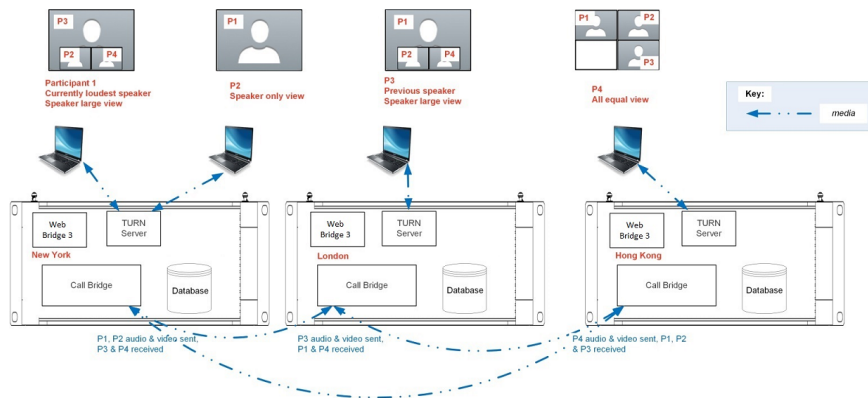 P3
P2
P4
P1
P1
P2
P4
P1
P2
P3
Participant 1
Currently loudest speaker
Speaker large view
P2
Speaker only view
P3
Previous speaker
Speaker large view
P4
All equal view
Key:
media
Web
Bridge 3
TURN
Server
New York
Call Bridge
Database
Web
Bridge 3
TURN
Server
London
Call Bridge
Database
Web
Bridge 3
TURN
Server
Hong Kong
Call Bridge
Database
P1, P2 audio & video sent,
P3 & P4 received
P3 audio & video sent,
P1 & P4 received
P4 audio & video sent, P1, P2
& P3 received